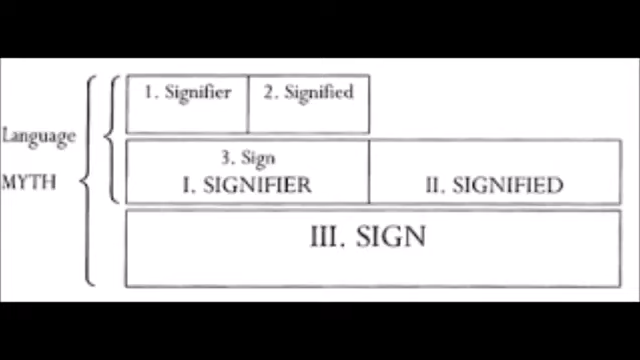 1. Signifier 2. Signified
Language
3. Sign
MYTH
I. SIGNIFIER II. SIGNIFIED
III. SIGN